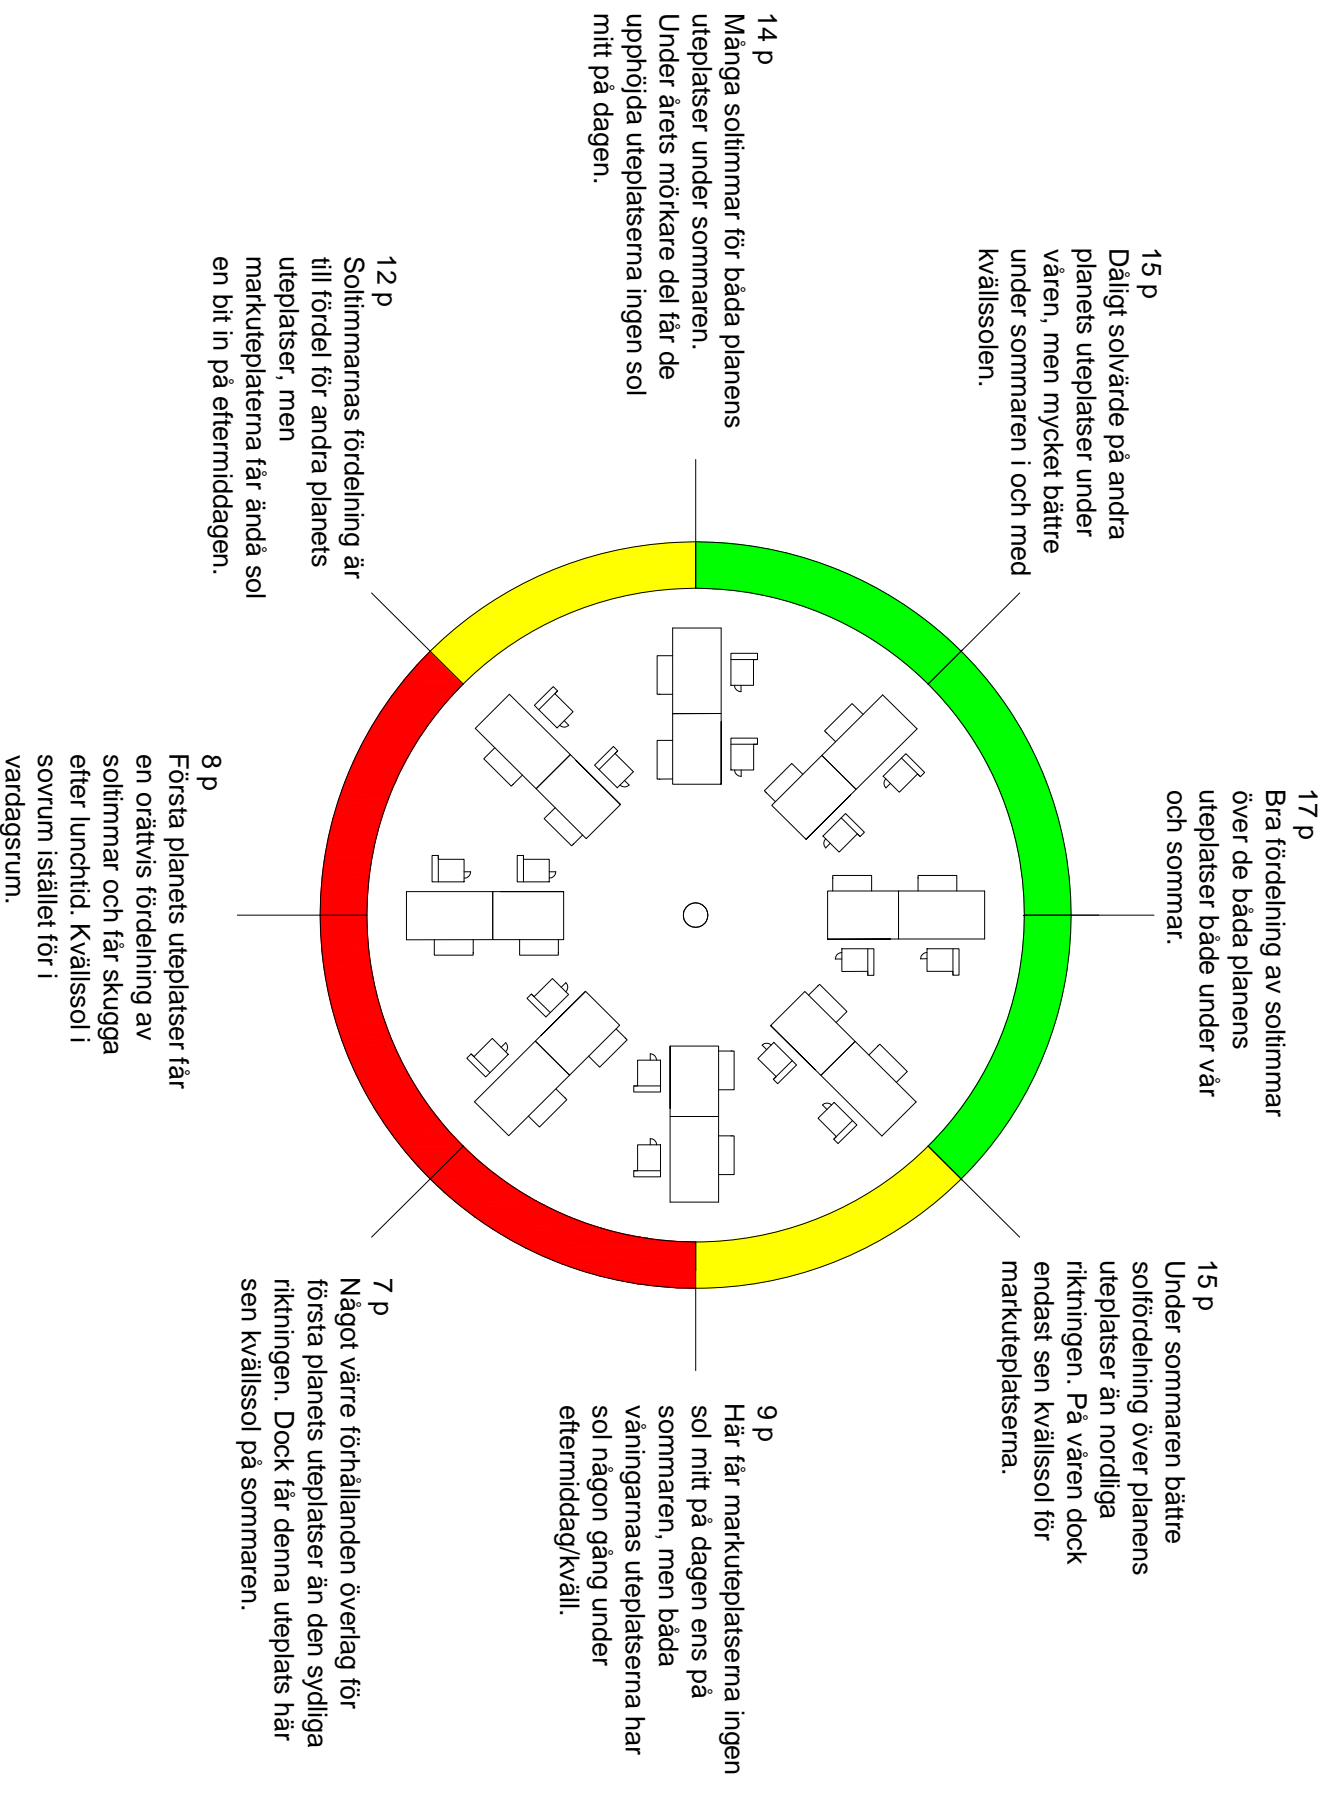 17 p
Bra fördelning av soltimmar
över de båda planens
uteplatser både under vår
och sommar.
15 p
Under sommaren bättre
solfördelning över planens
uteplatser än nordliga
riktningen. På våren dock
endast sen kvällssol för
markuteplatserna.
9 p
Här får markuteplatserna ingen
sol mitt på dagen ens på
sommaren, men båda
våningarnas uteplatserna har
sol någon gång under
eftermiddag/kväll.
7 p
Något värre förhållanden överlag för
första planets uteplatser än den sydliga
riktningen. Dock får denna uteplats här
sen kvällssol på sommaren.
8 p
Första planets uteplatser får
en orättvis fördelning av
soltimmar och får skugga
efter lunchtid. Kvällssol i
sovrum istället för i
vardagsrum.
12 p
Soltimmarnas fördelning är
till fördel för andra planets
uteplatser, men
markuteplaterna får ändå sol
en bit in på eftermiddagen.
14 p
Många soltimmar för båda planens
uteplatser under sommaren.
Under årets mörkare del får de
upphöjda uteplatserna ingen sol
mitt på dagen.
15 p
Dåligt solvärde på andra
planets uteplatser under
våren, men mycket bättre
under sommaren i och med
kvällssolen.